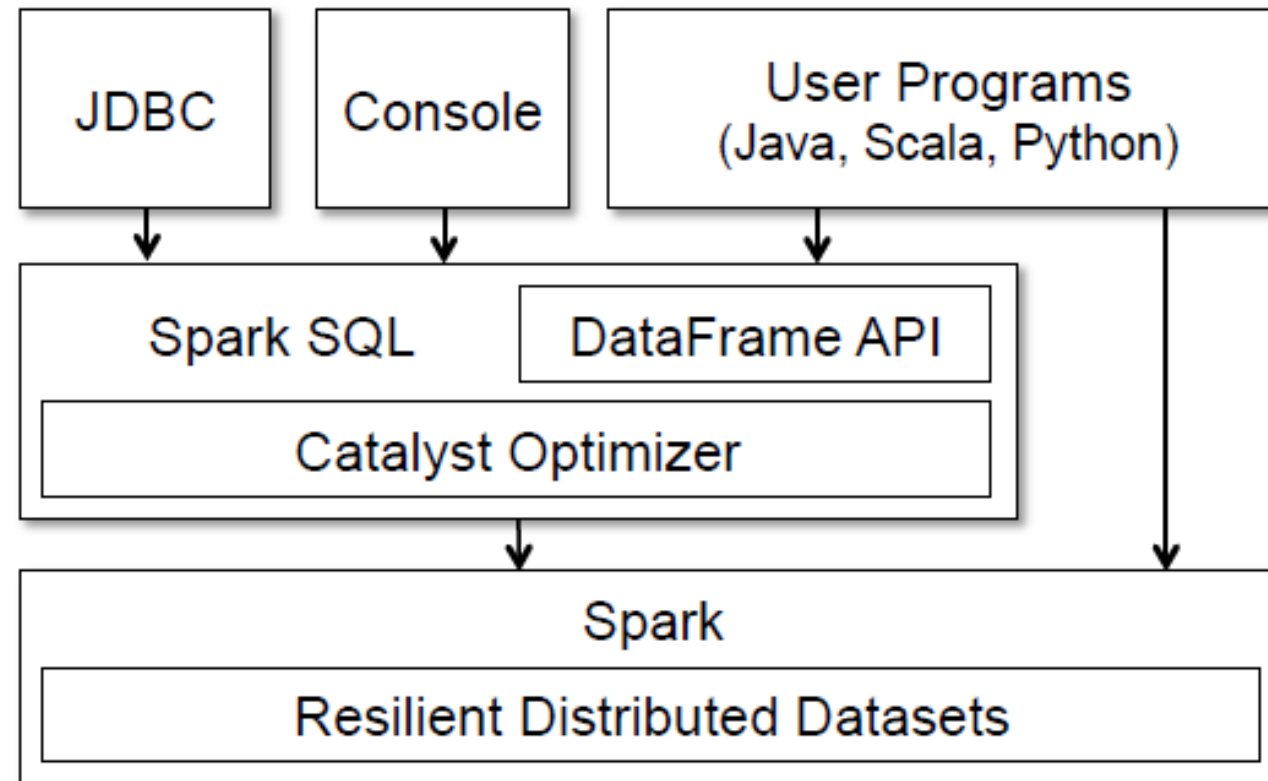 JDBC
Console
User Programs
(Java, Scala, Python)
Spark SQL
DataFrame API
Catalyst Optimizer
Spark
Resilient Distributed Datasets